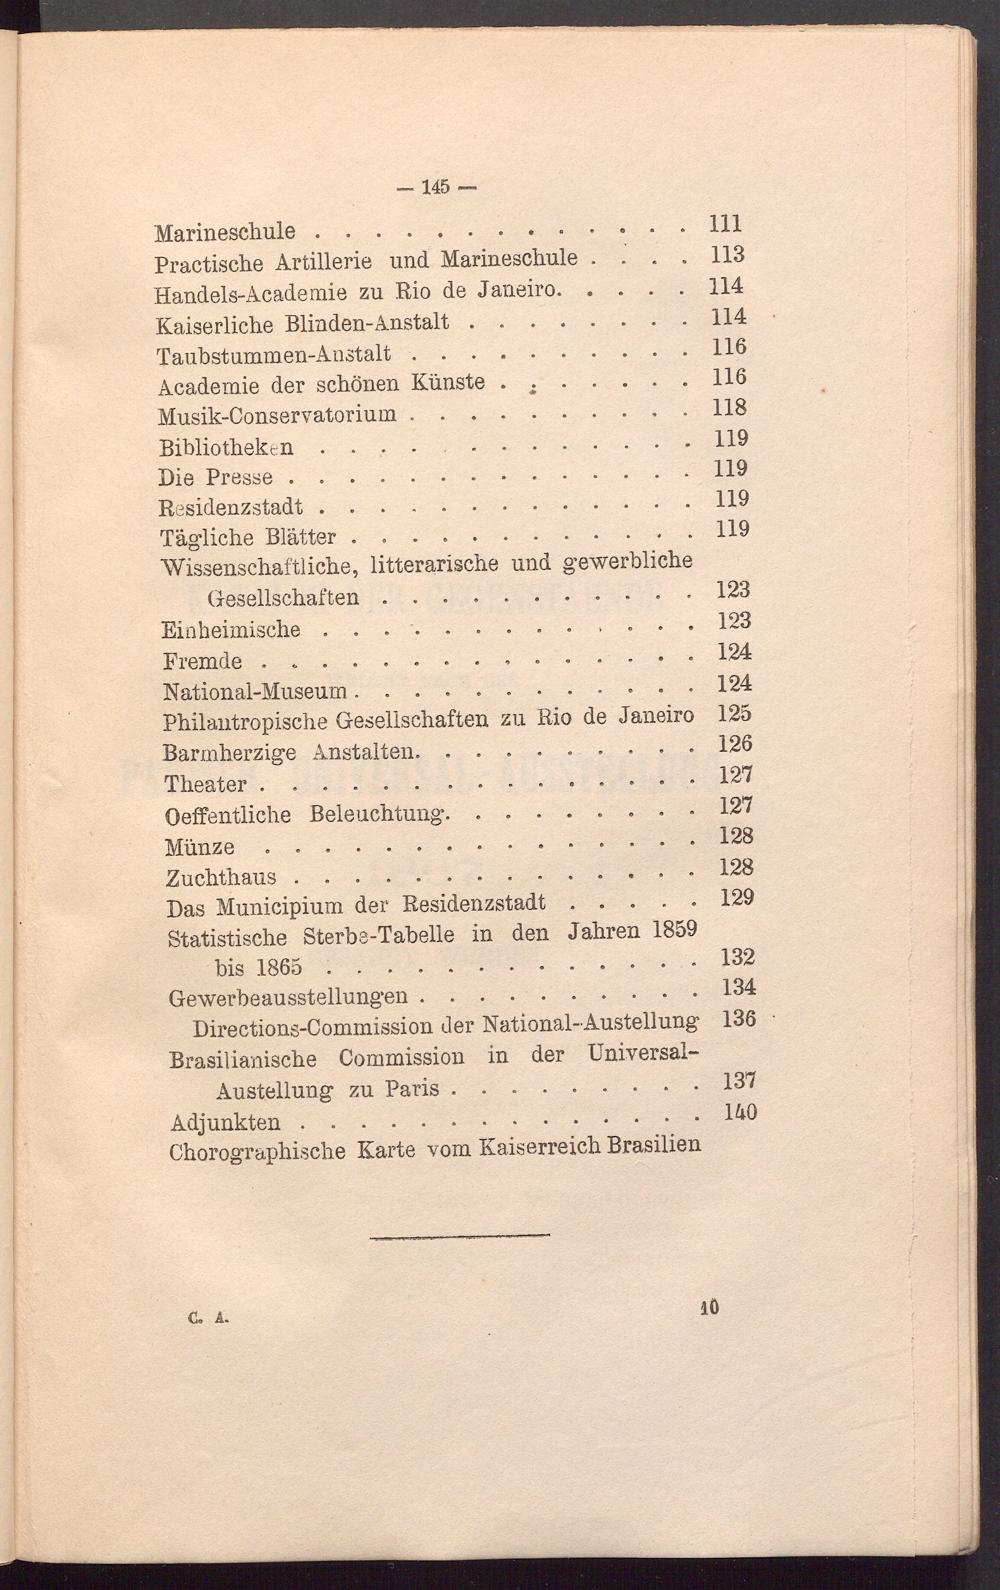 — 145 —
Marineschule . . . . . . . . . . . . . 111
Practische Artillerie und Marineschule . . . . 113
Handels-Academie zu Rio de Janeiro. . . . . 114
Kaiserliche Blinden-Anstalt . . . . . . . . 114
Taubstummen-Anstalt . . . . . . . . . . 116
Academie der schönen Künste . . . . . . . 116
Musik-Conservatorium . . . . . . . . . . 118
Bibliotheken . . . . . . . . . . . . . 119
Die Presse . . . . . . . . . . . . . . 119
Residenzstadt . . . . . . . . . . . . . 119
Tägliche Blätter . . . . . . . . . . . . 119
Wissenschaftliche, litterarische und gewerbliche
Gesellschaften . . . . . . . . . . . 123
Einheimische . . . . . . . . . . . . . 123
Fremde . . . . . . . . . . . . . . . 124
National-Museum . . . . . . . . . . . . 124
Philantropische Gesellschaften zu Rio de Janeiro 125
Barmherzige Anstalten. . . . . . . . . . 126
Theater . . . . . . . . . . . . . . . 127
Oeffentliche Beleuchtung. . . . . . . . . 127
Münze . . . . . . . . . . . . . . . 128
Zuchthaus . . . . . . . . . . . . . . 128
Das Municipium der Residenzstadt . . . . . 129
Statistische Sterbe-Tabelle in den Jahren 1859
bis 1865 . . . . . . . . . . . . . 132
Gewerbeausstellungen . . . . . . . . . . 134
Directions-Commission der National-Austellung 136
Brasilianische Commission in der Universal-
Austellung zu Paris . . . . . . . . . 137
Adjunkten . . . . . . . . . . . . . . 140
Chorographische Karte vom Kaiserreich Brasilien
C. A. 10